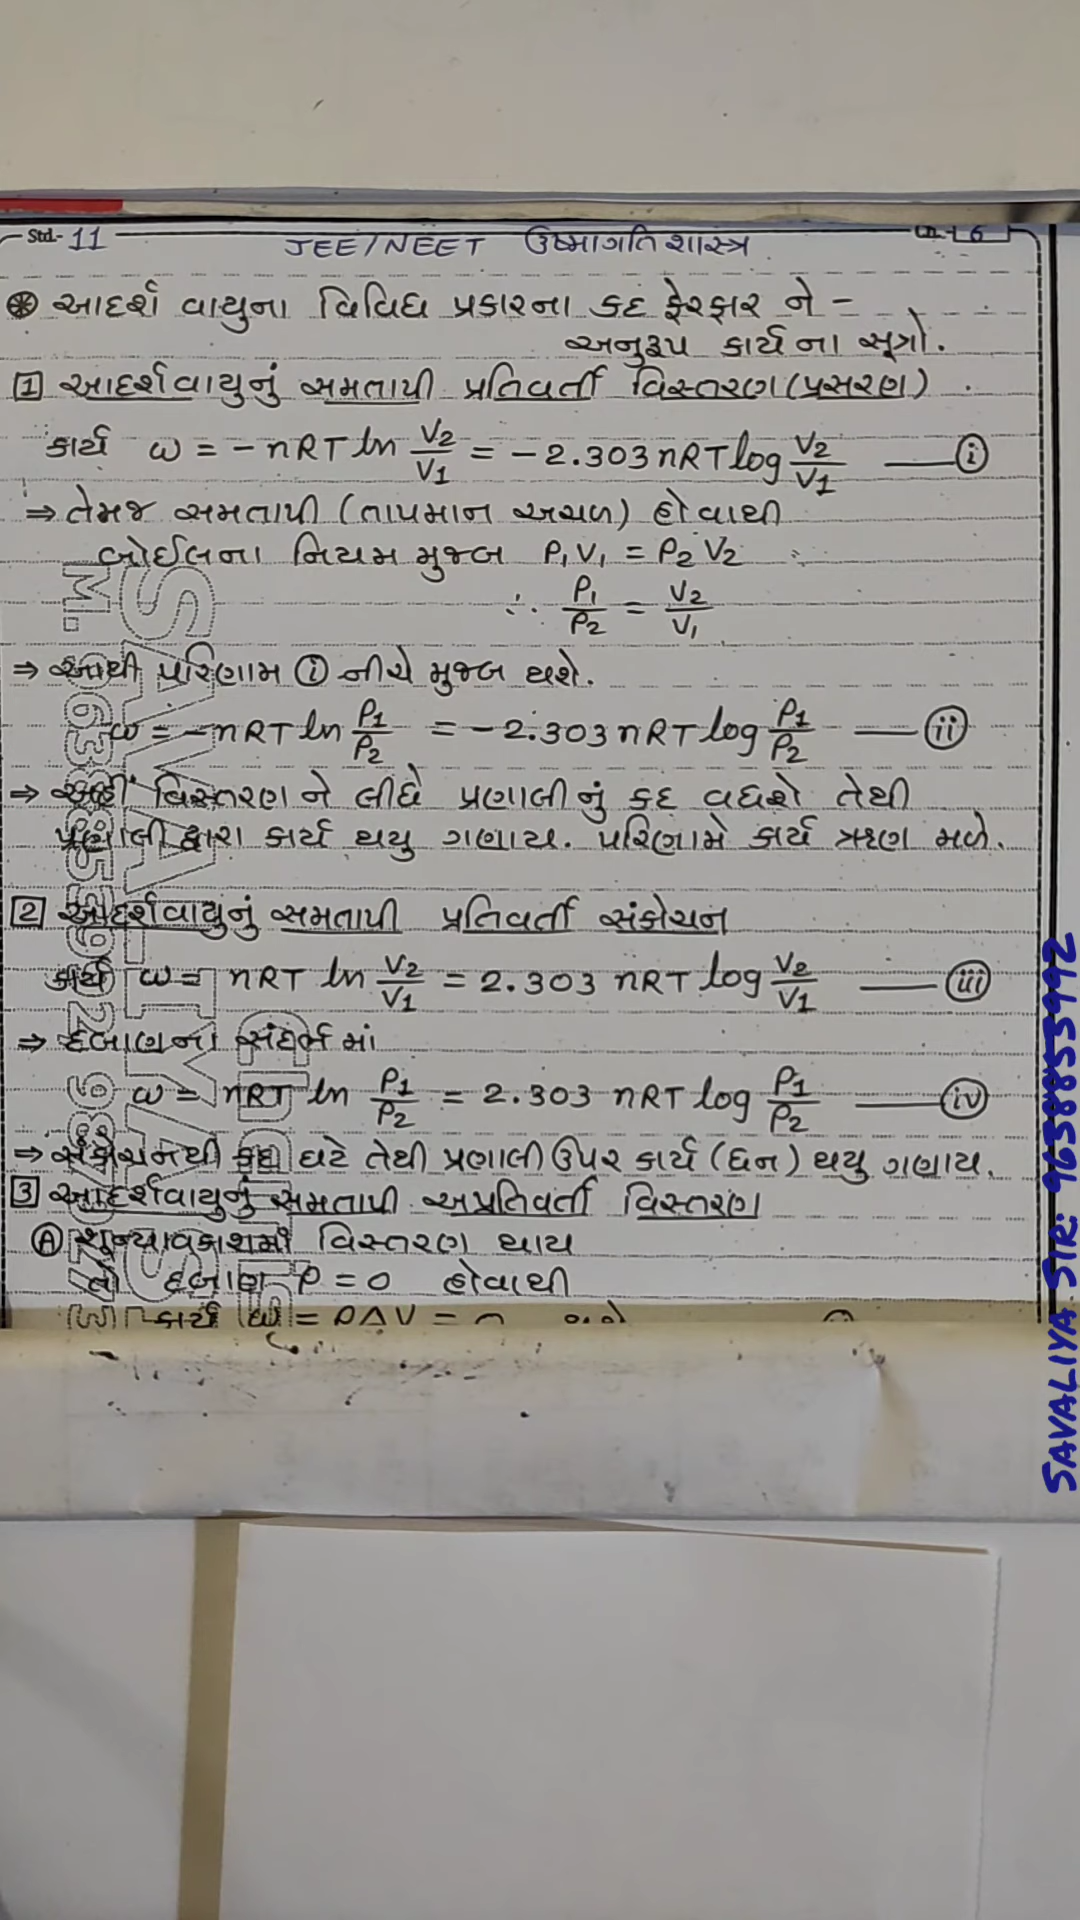 Std.- 11 JEE/NEET ઉષ્માગતિશાસ્ત્ર 6
આદર્શ વાયુના વિવિધ પ્રકારના કદ ફેરફાર ને -
અનુરૂપ કાર્ય ના સૂત્રો.
1 આદર્શવાયુનું સમતાપી પ્રતિવર્તી વિસ્તરણ (પ્રસરણ)
કાર્ય ω = - nRT ln V2/V1 = - 2.303 nRT log V2/V1 — (i)
⇒ તેમજ સમતાપી (તાપમાન અચળ) હોવાથી
બોઈલના નિયમ મુજબ P1V1 = P2V2
∴ P1/P2 = V2/V1
⇒ આથી પરિણામ (i) નીચે મુજબ થશે.
ω = - nRT ln P1/P2 = - 2.303 nRT log P1/P2 — (ii)
⇒ અહીં વિસ્તરણ ને લીધે પ્રણાલી નું કદ વધશે તેથી
પ્રણાલી દ્વારા કાર્ય થયુ ગણાય. પરિણામે કાર્ય ઋણ મળે.
2 આદર્શવાયુનું સમતાપી પ્રતિવર્તી સંકોચન
કાર્ય ω = nRT ln V2/V1 = 2.303 nRT log V2/V1 — (iii)
⇒ દબાણના સંદર્ભ માં
ω = nRT ln P1/P2 = 2.303 nRT log P1/P2 — (iv)
⇒ સંકોચનથી કદ ઘટે તેથી પ્રણાલી ઉપર કાર્ય (ધન) થયુ ગણાય.
3 આદર્શવાયુનું સમતાપી અપ્રતિવર્તી વિસ્તરણ
(A) શૂન્યાવકાશમાં વિસ્તરણ થાય
તો દબાણ P = 0 હોવાથી
કાર્ય ω = PΔV = 0
SAVALIYA SIR: 9638855992